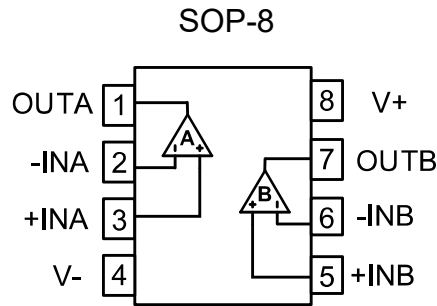 SOP-8
OUTA 1 8 V+
-INA 2 A - + 7 OUTB
+INA 3 B + - 6 -INB
V- 4 5 +INB